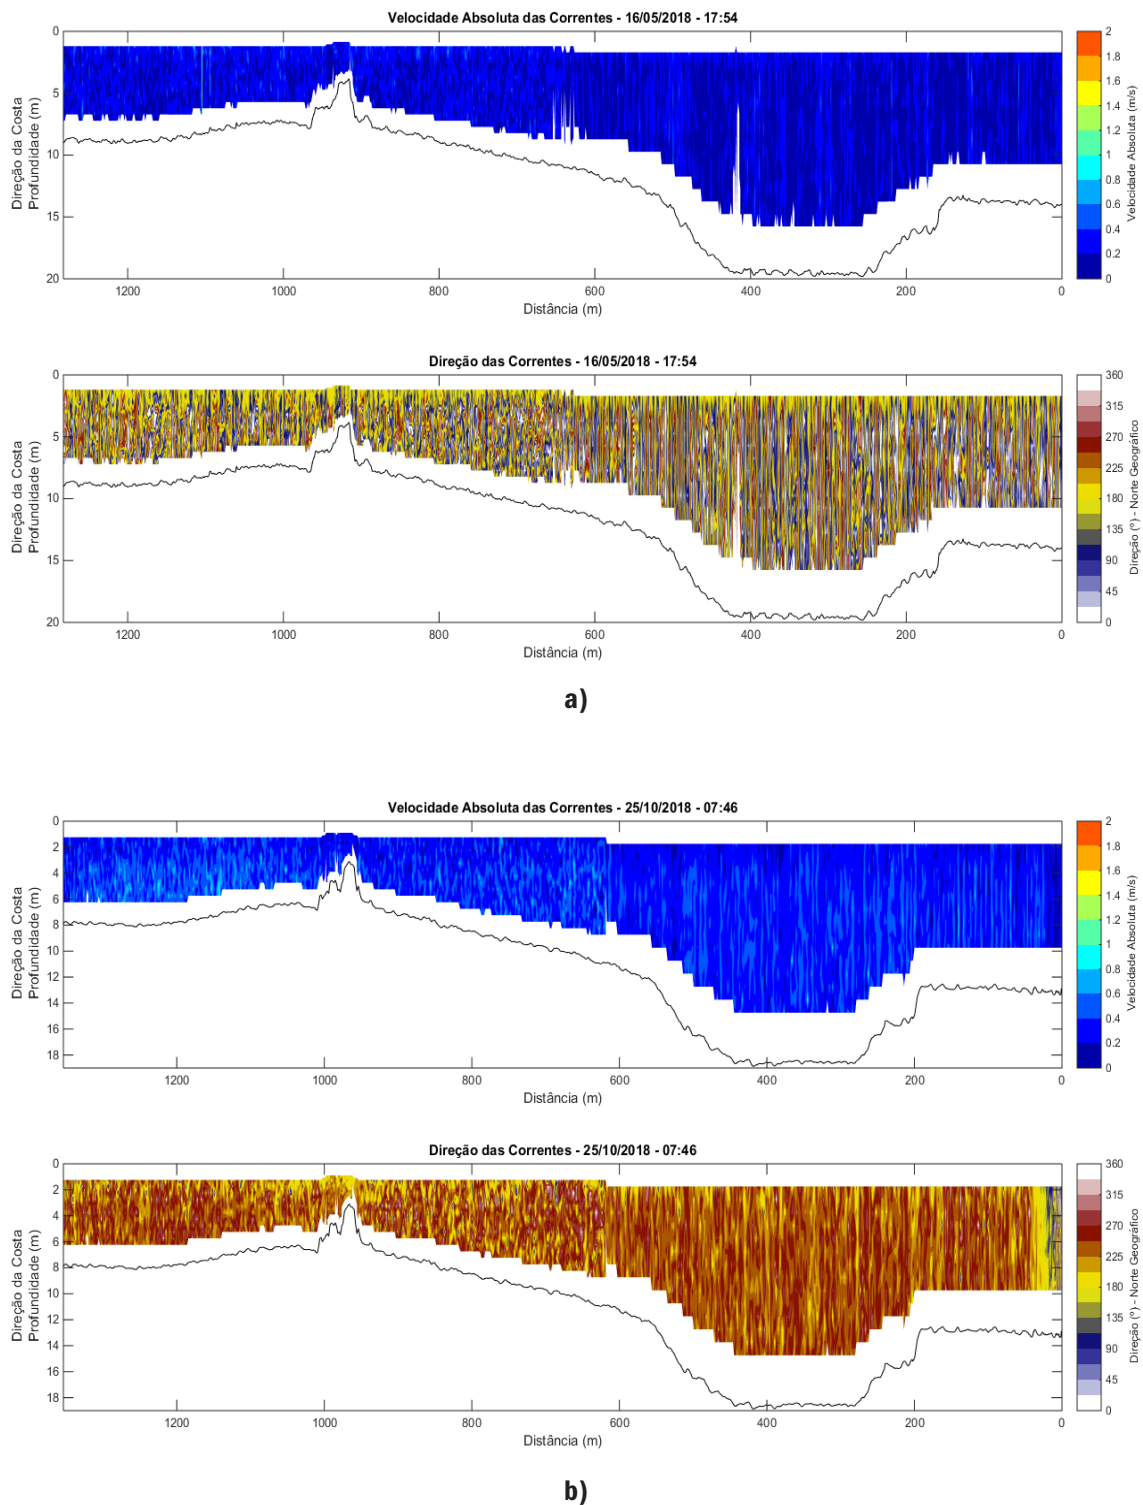 Velocidade Absoluta das Correntes - 16/05/2018 - 17:54
0
5
10
15
20
Direção da Costa
Profundidade (m)
1200 1000 800 600 400 200 0
Distância (m)
2
1.8
1.6
1.4
1.2
1
0.8
0.6
0.4
0.2
0
Velocidade Absoluta (m/s)
Direção das Correntes - 16/05/2018 - 17:54
0
5
10
15
20
Direção da Costa
Profundidade (m)
1200 1000 800 600 400 200 0
Distância (m)
360
315
270
225
180
135
90
45
0
Direção (º) - Norte Geográfico
a)
Velocidade Absoluta das Correntes - 25/10/2018 - 07:46
0
2
4
6
8
10
12
14
16
18
Direção da Costa
Profundidade (m)
1200 1000 800 600 400 200 0
Distância (m)
2
1.8
1.6
1.4
1.2
1
0.8
0.6
0.4
0.2
0
Velocidade Absoluta (m/s)
Direção das Correntes - 25/10/2018 - 07:46
0
2
4
6
8
10
12
14
16
18
Direção da Costa
Profundidade (m)
1200 1000 800 600 400 200 0
Distância (m)
360
315
270
225
180
135
90
45
0
Direção (º) - Norte Geográfico
b)